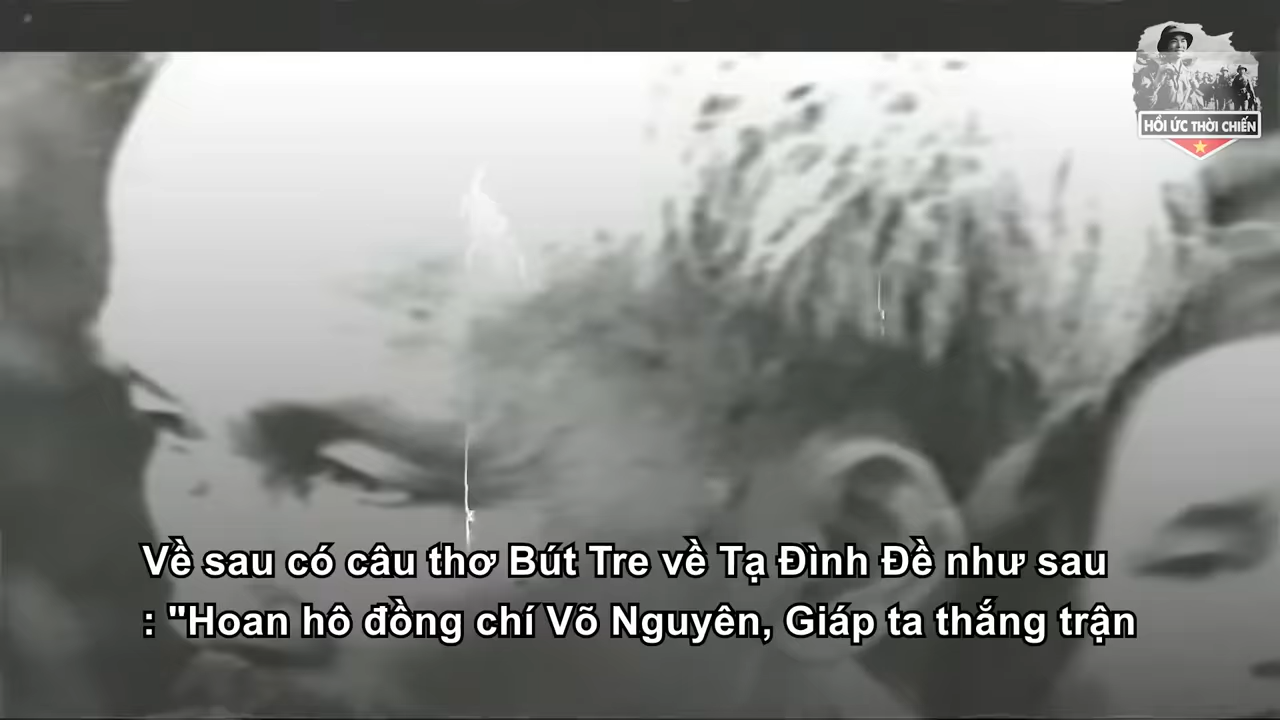 HỒI ỨC THỜI CHIẾN
Về sau có câu thơ Bút Tre về Tạ Đình Đề như sau
: "Hoan hô đồng chí Võ Nguyên, Giáp ta thắng trận